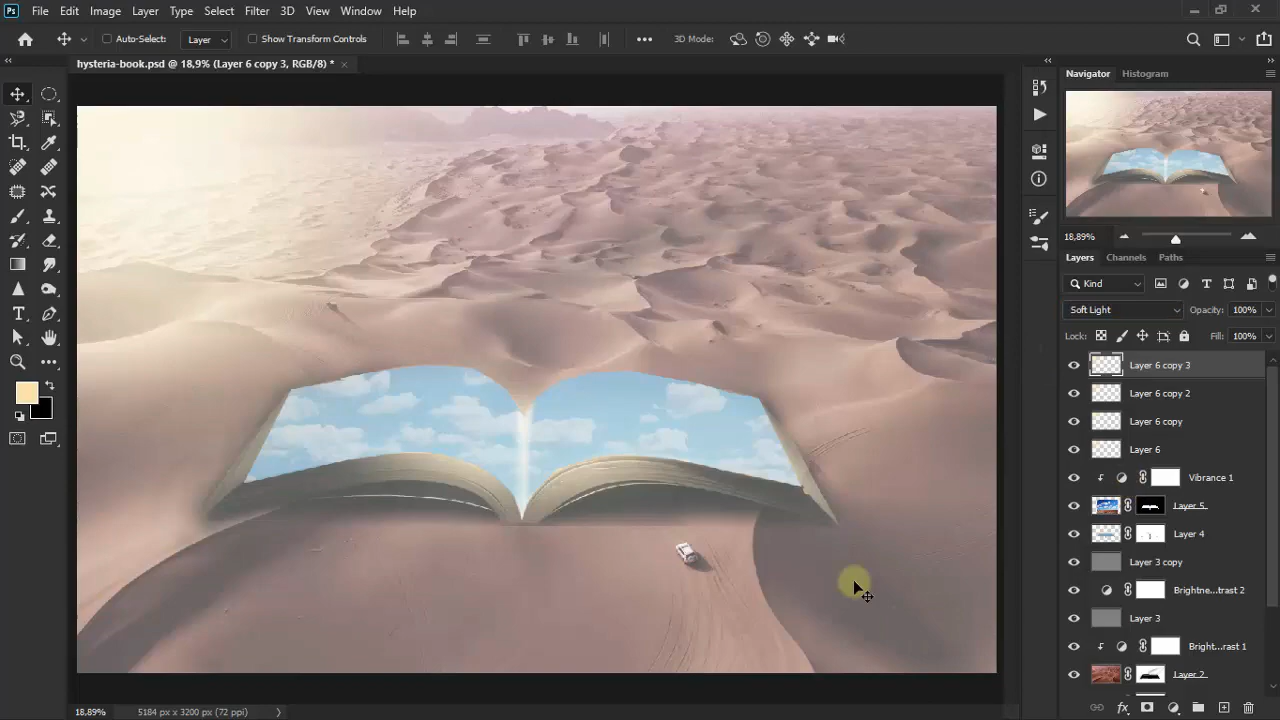 Ps File Edit Image Layer Type Select Filter 3D View Window Help
Auto-Select: Layer Show Transform Controls 3D Mode:
hysteria-book.psd @ 18,9% (Layer 6 copy 3, RGB/8) *
Navigator Histogram
18,89%
Layers Channels Paths
Kind
Soft Light Opacity: 100%
Lock: Fill: 100%
Layer 6 copy 3
Layer 6 copy 2
Layer 6 copy
Layer 6
Vibrance 1
Layer 5
Layer 4
Layer 3 copy
Brightne...trast 2
Layer 3
Bright...rast 1
Layer 2
18,89% 5184 px x 3200 px (72 ppi)